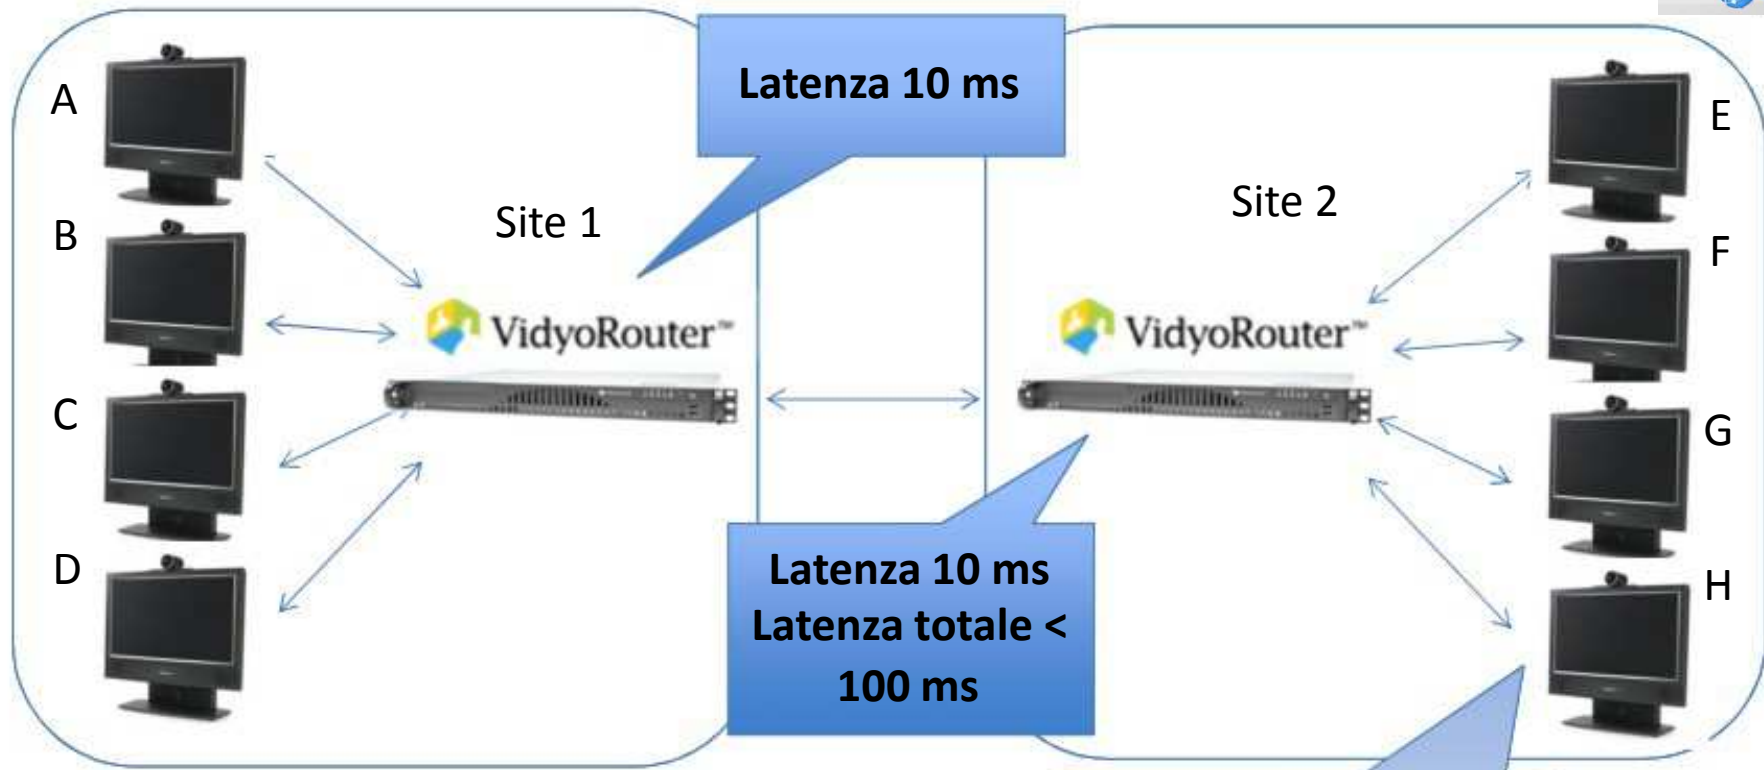 A
B
C
D
Site 1
VidyoRouter™
Latenza 10 ms
Site 2
VidyoRouter™
Latenza 10 ms
Latenza totale <
100 ms
E
F
G
H